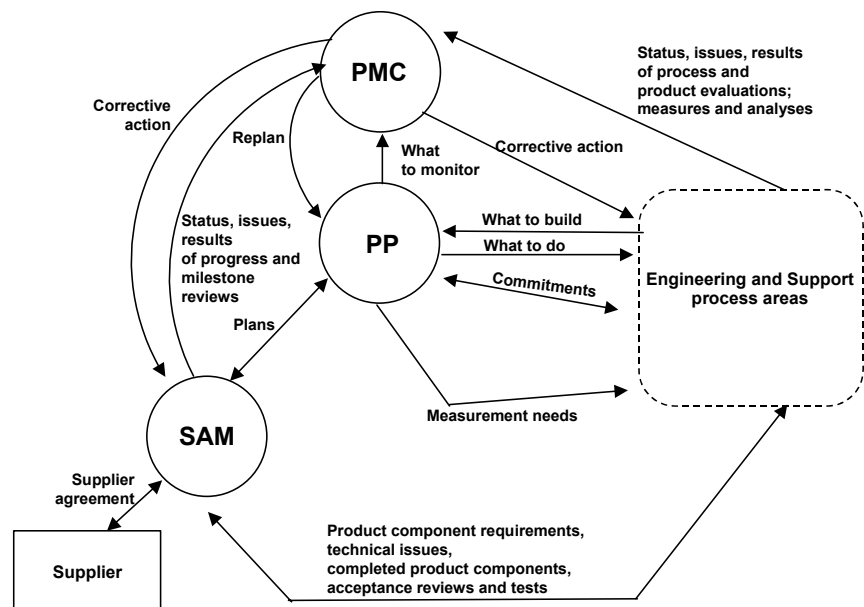 PMC
Status, issues, results
of process and
product evaluations;
measures and analyses
Corrective
action
Replan
What
to monitor
Corrective action
Status, issues,
results
of progress and
milestone
reviews
PP
What to build
What to do
Commitments
Engineering and Support
process areas
Plans
Measurement needs
SAM
Supplier
agreement
Supplier
Product component requirements,
technical issues,
completed product components,
acceptance reviews and tests